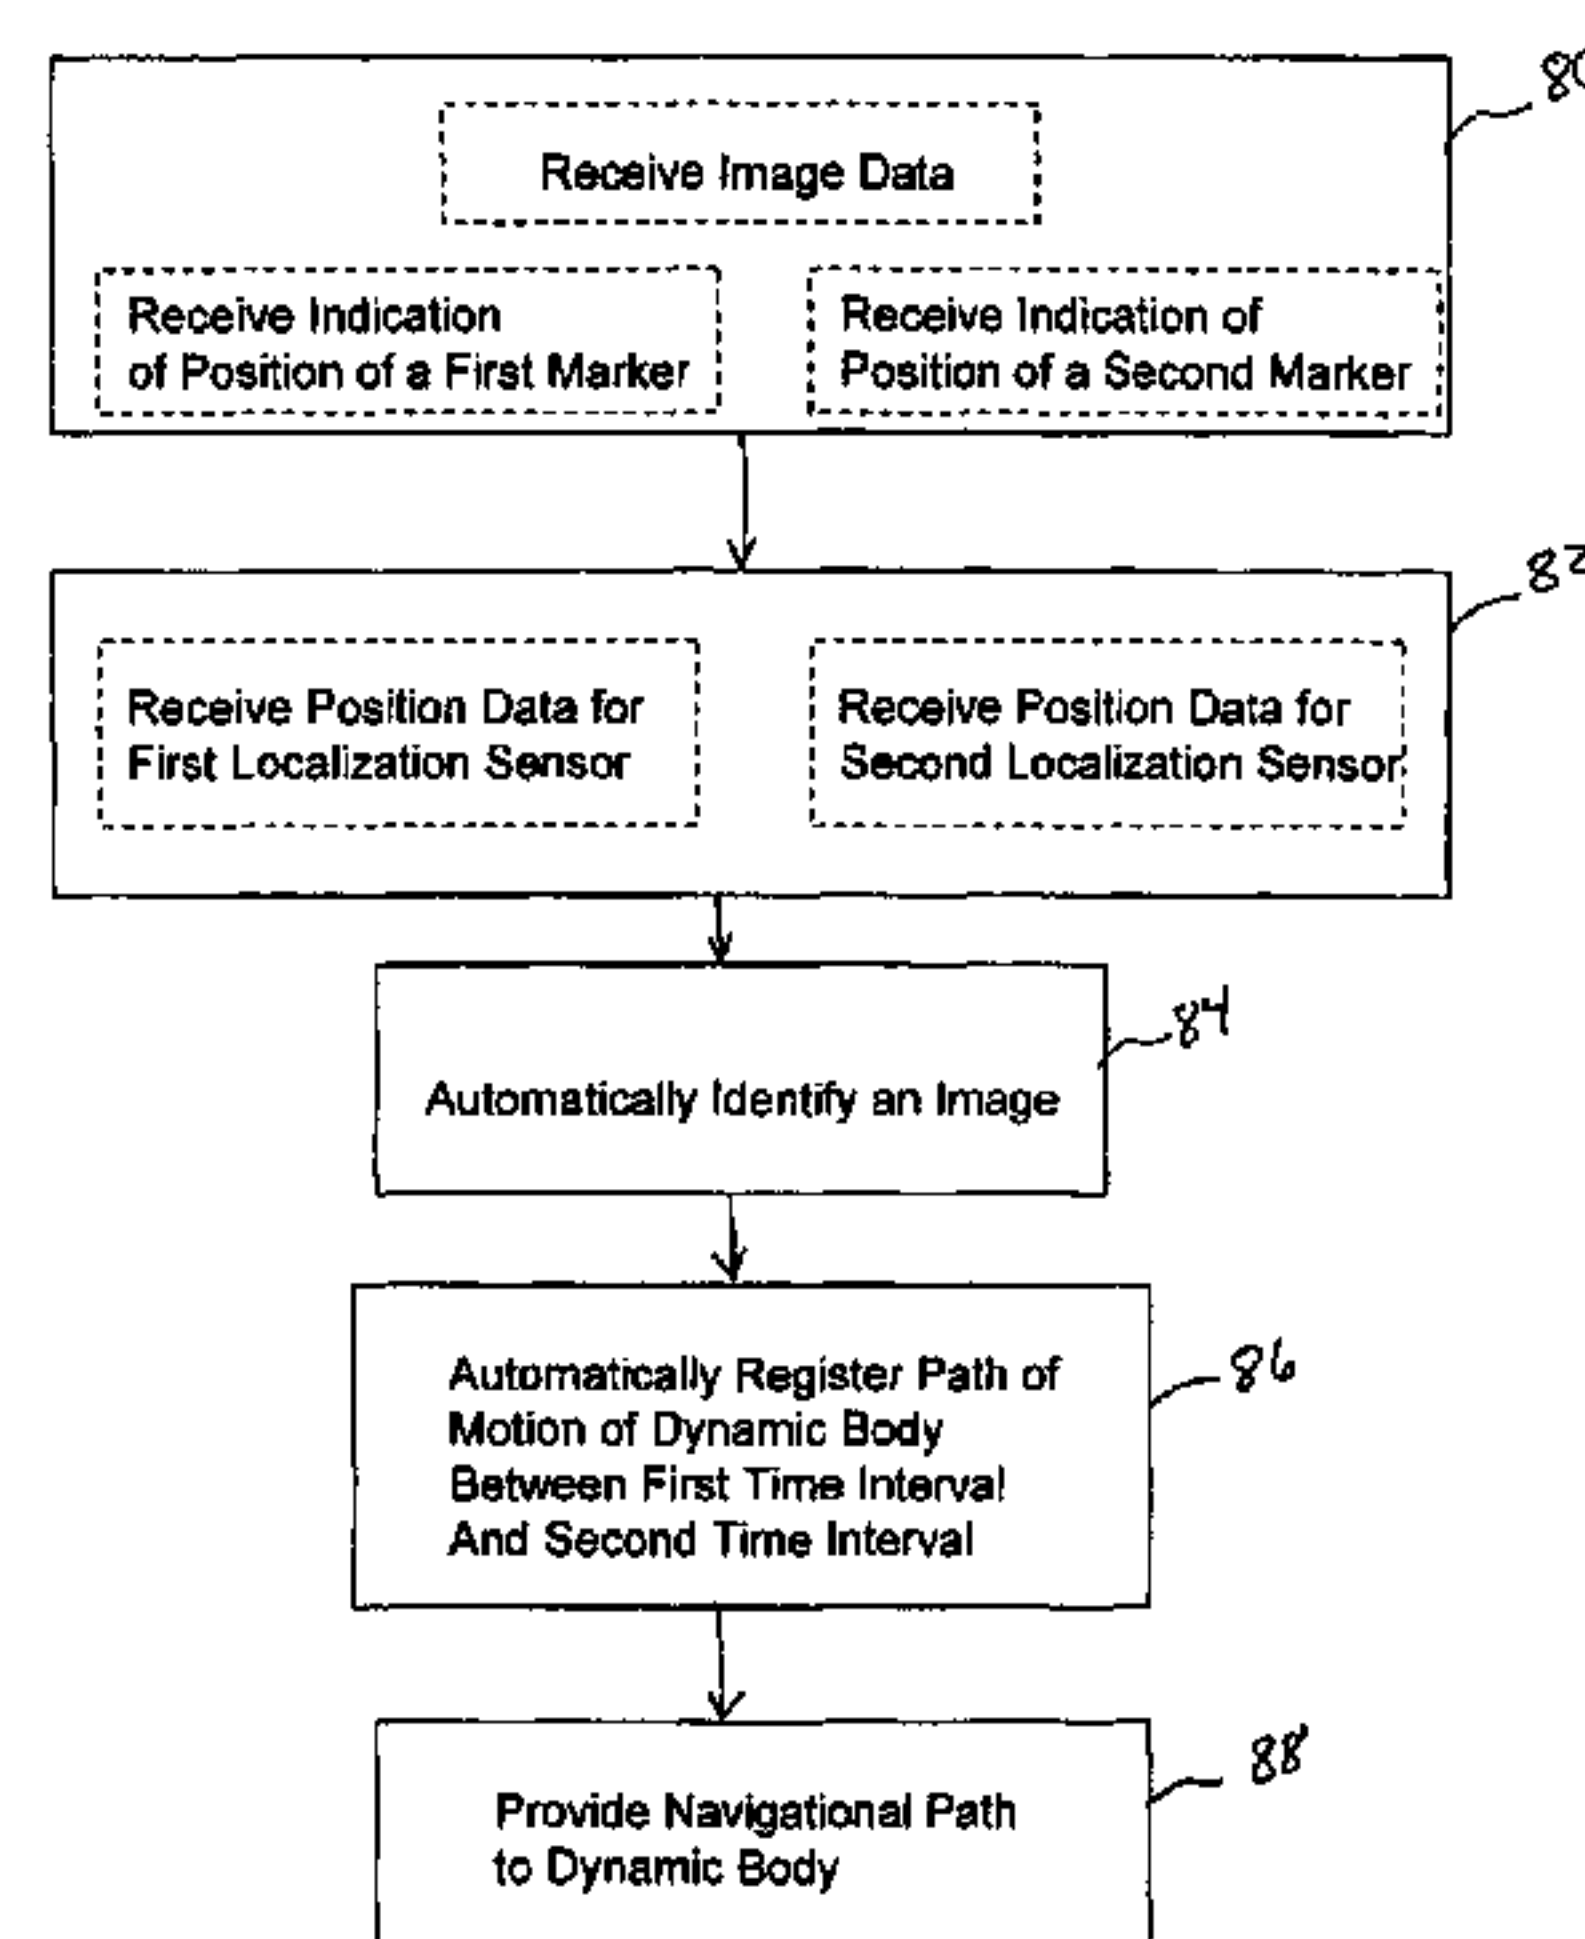 80
Receive Image Data
Receive Indication
of Position of a First Marker
Receive Indication of
Position of a Second Marker
82
Receive Position Data for
First Localization Sensor
Receive Position Data for
Second Localization Sensor
84
Automatically Identify an Image
86
Automatically Register Path of
Motion of Dynamic Body
Between First Time Interval
And Second Time Interval
88
Provide Navigational Path
to Dynamic Body